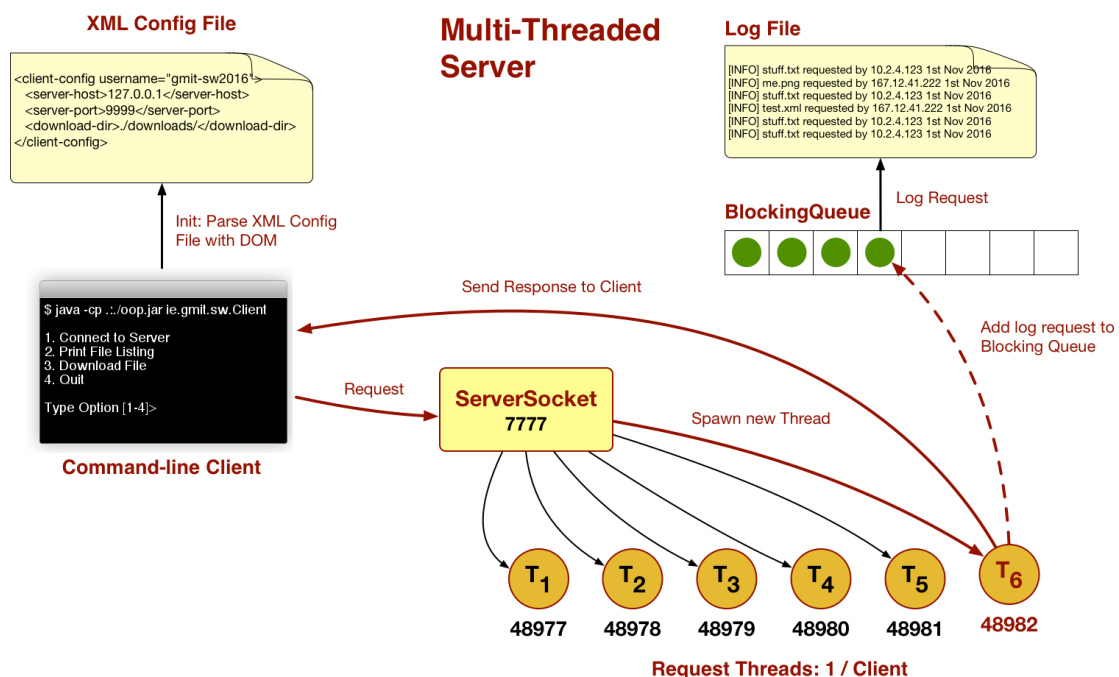 XML Config File
<client-config username="gmit-sw2016">
<server-host>127.0.0.1</server-host>
<server-port>9999</server-port>
<download-dir>./downloads/</download-dir>
</client-config>
Init: Parse XML Config
File with DOM
$ java -cp .:./oop.jar ie.gmit.sw.Client
1. Connect to Server
2. Print File Listing
3. Download File
4. Quit
Type Option [1-4]>
Command-line Client
Multi-Threaded
Server
Log File
[INFO] stuff.txt requested by 10.2.4.123 1st Nov 2016
[INFO] me.png requested by 167.12.41.222 1st Nov 2016
[INFO] stuff.txt requested by 10.2.4.123 1st Nov 2016
[INFO] test.xml requested by 167.12.41.222 1st Nov 2016
[INFO] stuff.txt requested by 10.2.4.123 1st Nov 2016
[INFO] stuff.txt requested by 10.2.4.123 1st Nov 2016
Log Request
BlockingQueue
Send Response to Client
Add log request to
Blocking Queue
Request
ServerSocket
7777
Spawn new Thread
T1
T2
T3
T4
T5
T6
48977
48978
48979
48980
48981
48982
Request Threads: 1 / Client